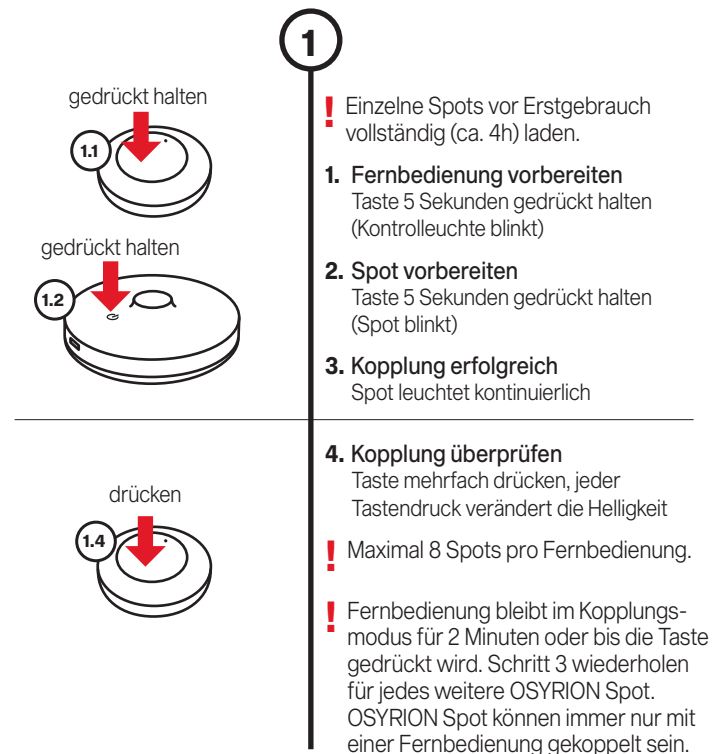 1
gedrückt halten
1.1
gedrückt halten
1.2
! Einzelne Spots vor Erstgebrauch
vollständig (ca. 4h) laden.
1. Fernbedienung vorbereiten
Taste 5 Sekunden gedrückt halten
(Kontrolleuchte blinkt)
2. Spot vorbereiten
Taste 5 Sekunden gedrückt halten
(Spot blinkt)
3. Kopplung erfolgreich
Spot leuchtet kontinuierlich
drücken
1.4
4. Kopplung überprüfen
Taste mehrfach drücken, jeder
Tastendruck verändert die Helligkeit
! Maximal 8 Spots pro Fernbedienung.
! Fernbedienung bleibt im Kopplungs-
modus für 2 Minuten oder bis die Taste
gedrückt wird. Schritt 3 wiederholen
für jedes weitere OSYRION Spot.
OSYRION Spot können immer nur mit
einer Fernbedienung gekoppelt sein.